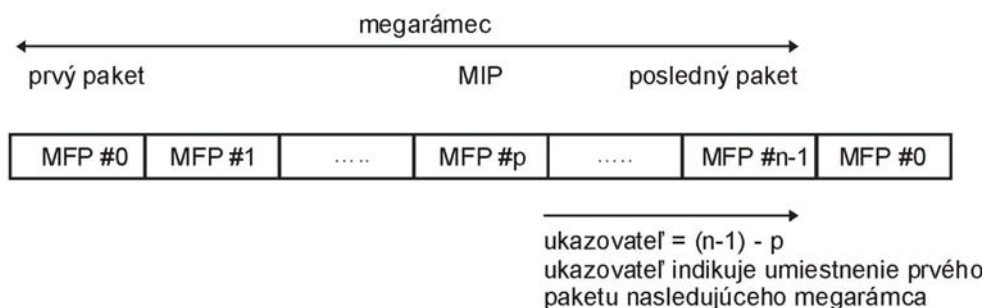 megarámec
prvý paket MIP posledný paket
MFP #0 MFP #1 ..... MFP #p ..... MFP #n-1 MFP #0
ukazovateľ = (n-1) - p
ukazovateľ indikuje umiestnenie prvého
paketu nasledujúceho megarámca